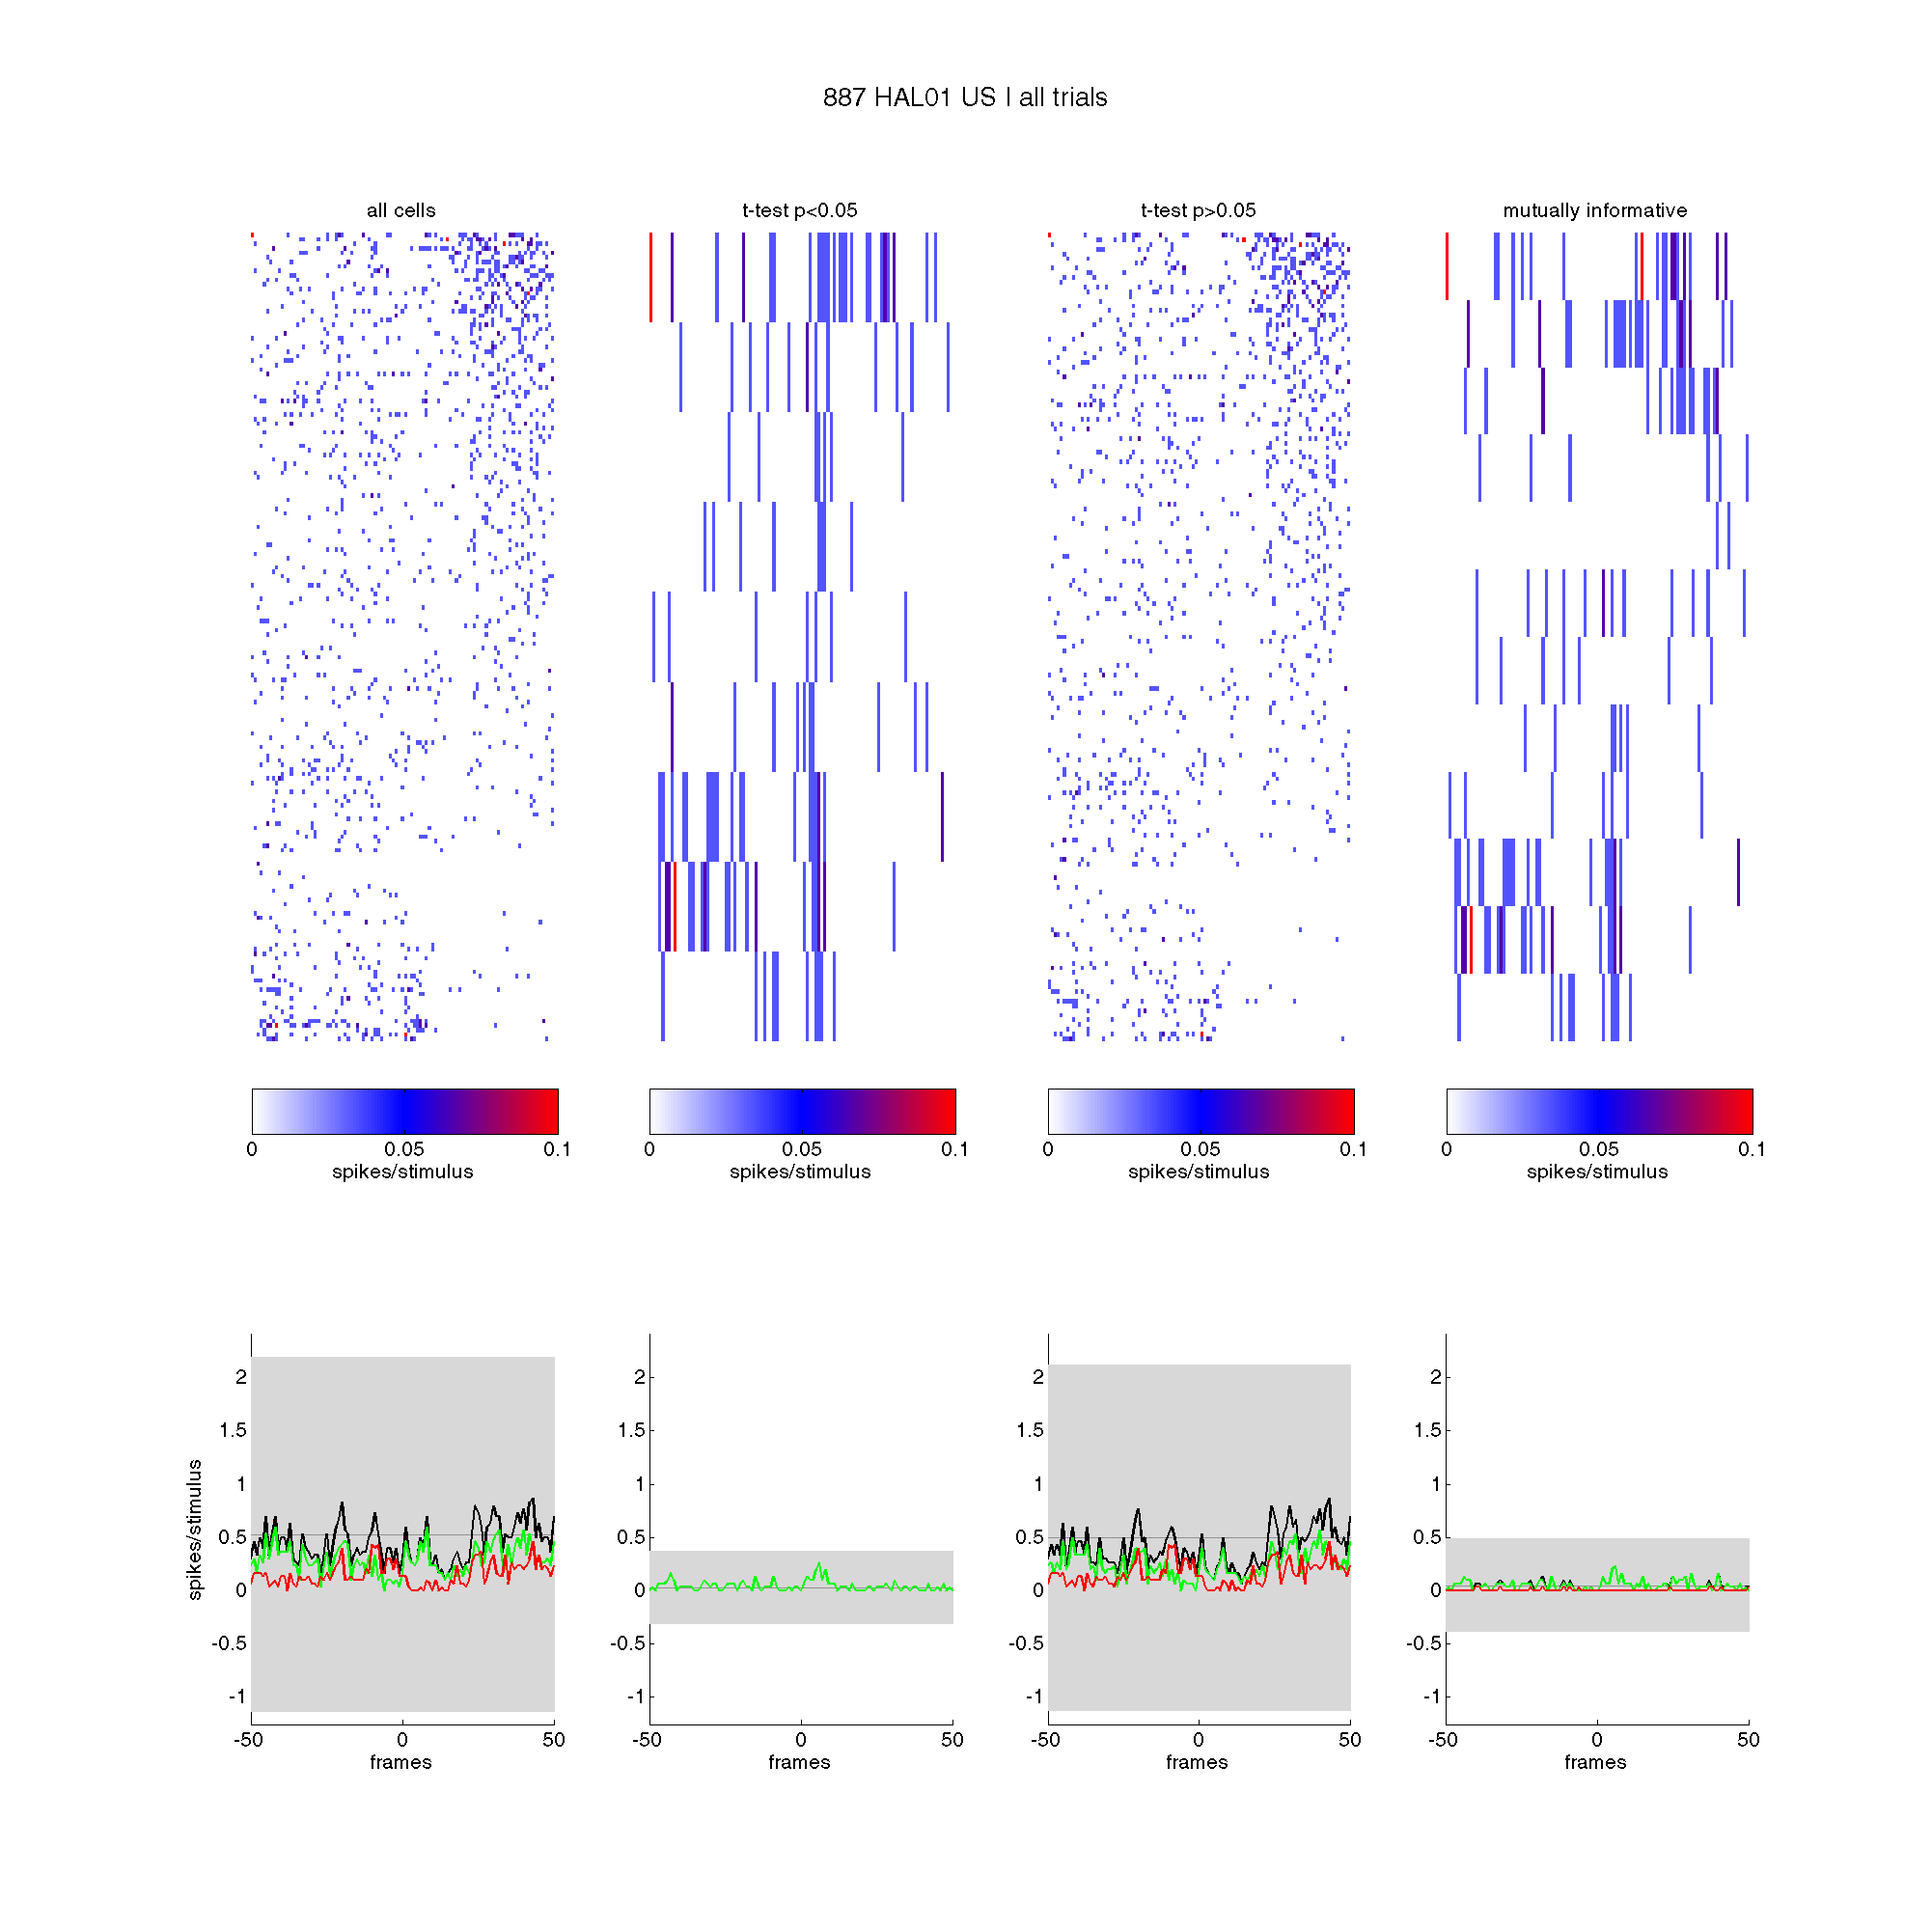 887 HAL01 US | all trials
all cells t-test p<0.05 t-test p>0.05 mutually informative
0 0.05 0.1 0 0.05 0.1 0 0.05 0.1 0 0.05 0.1
spikes/stimulus spikes/stimulus spikes/stimulus spikes/stimulus
2 2 2 2
1.5 1.5 1.5 1.5
1 1 1 1
0.5 0.5 0.5 0.5
0 0 0 0
-0.5 -0.5 -0.5 -0.5
-1 -1 -1 -1
spikes/stimulus
-50 0 50 -50 0 50 -50 0 50 -50 0 50
frames frames frames frames